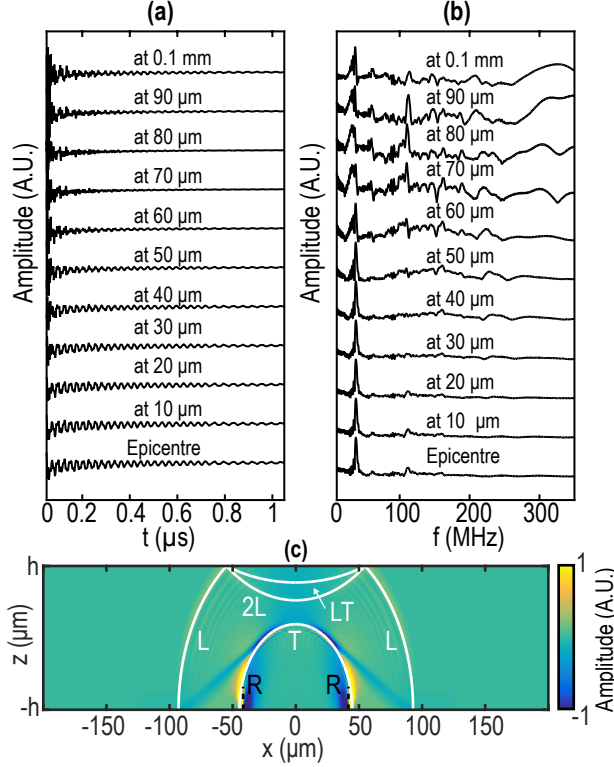 (a)
Amplitude (A.U.)
at 0.1 mm
at 90 µm
at 80 µm
at 70 µm
at 60 µm
at 50 µm
at 40 µm
at 30 µm
at 20 µm
at 10 µm
Epicentre
0 0.2 0.4 0.6 0.8 1
t (µs)
(b)
Amplitude (A.U.)
at 0.1 mm
at 90 µm
at 80 µm
at 70 µm
at 60 µm
at 50 µm
at 40 µm
at 30 µm
at 20 µm
at 10 µm
Epicentre
0 100 200 300
f (MHz)
(c)
h
z (µm)
-h
2L
LT
L
T
L
R
R
-150 -100 -50 0 50 100 150
x (µm)
1
-1
Amplitude (A.U.)